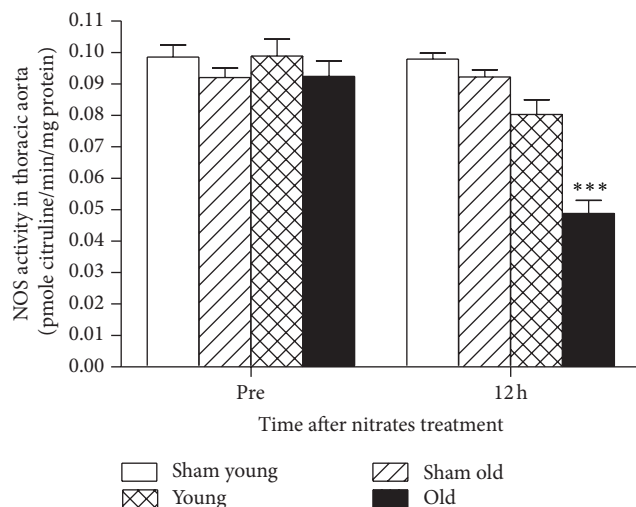 NOS activity in thoracic aorta
(pmole citruline/min/mg protein)
0.11
0.10
0.09
0.08
0.07
0.06
0.05
0.04
0.03
0.02
0.01
0.00
***
Pre
12 h
Time after nitrates treatment
Sham young
Sham old
Young
Old